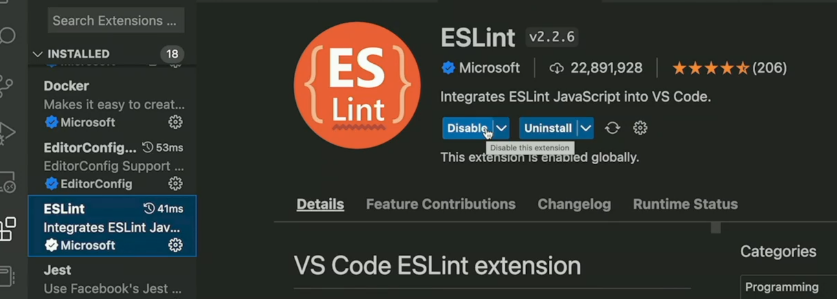 Search Extensions ...
INSTALLED 18
Docker
Makes it easy to creat...
Microsoft
EditorConfig... 53ms
EditorConfig Support ...
EditorConfig
ESLint 41ms
Integrates ESLint Jav...
Microsoft
Jest
Use Facebook's Jest ...
{ES}
Lint
ESLint v2.2.6
Microsoft 22,891,928 (206)
Integrates ESLint JavaScript into VS Code.
Disable Uninstall
Disable this extension
This extension is enabled globally.
Details Feature Contributions Changelog Runtime Status
VS Code ESLint extension
Categories
Programming